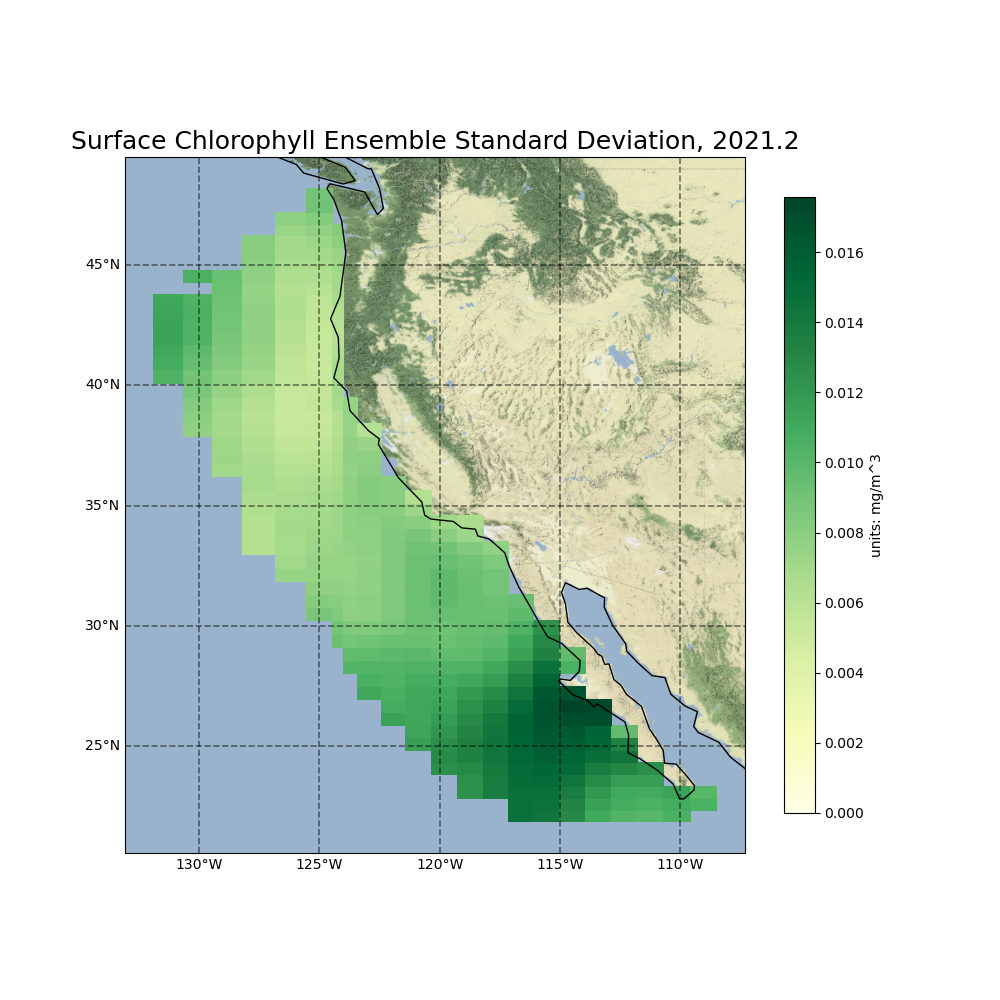 Surface Chlorophyll Ensemble Standard Deviation, 2021.2
45°N
40°N
35°N
30°N
25°N
130°W 125°W 120°W 115°W 110°W
0.016
0.014
0.012
0.010
0.008
0.006
0.004
0.002
0.000
units: mg/m^3